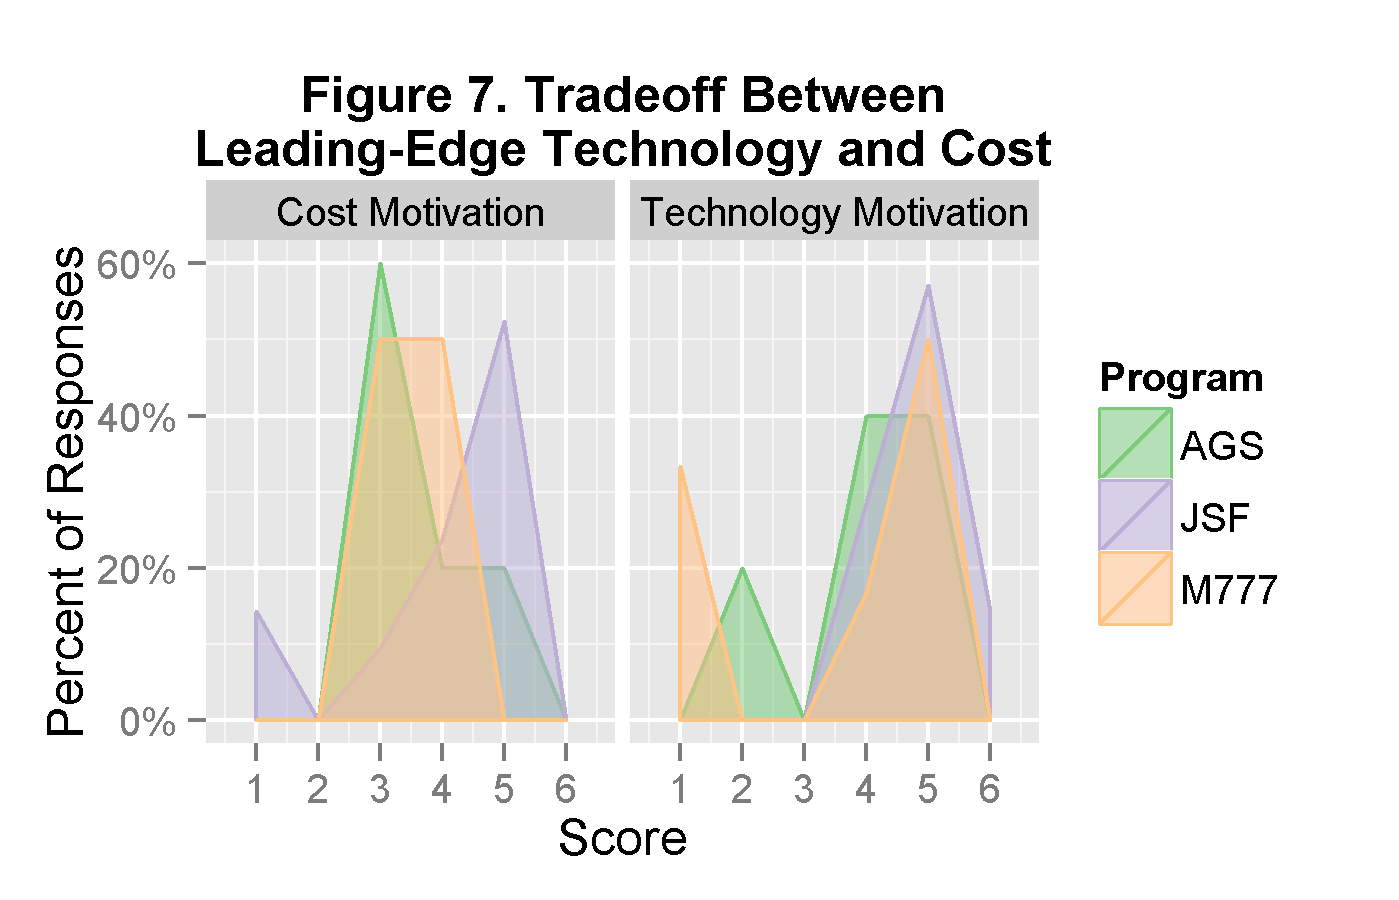 Figure 7. Tradeoff Between
Leading-Edge Technology and Cost
Cost Motivation
Technology Motivation
Percent of Responses
60%
40%
20%
0%
1 2 3 4 5 6
1 2 3 4 5 6
Score
Program
AGS
JSF
M777